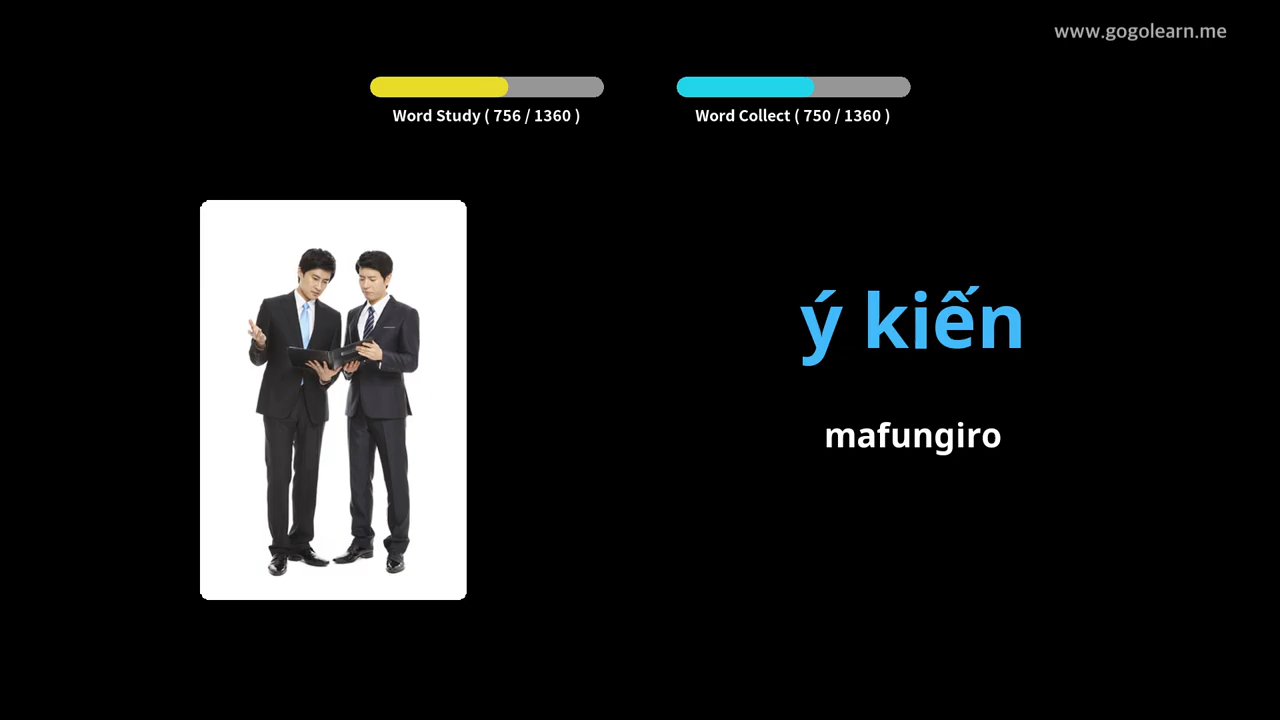 www.gogolearn.me
Word Study ( 756 / 1360 )
Word Collect ( 750 / 1360 )
ý kiến
mafungiro